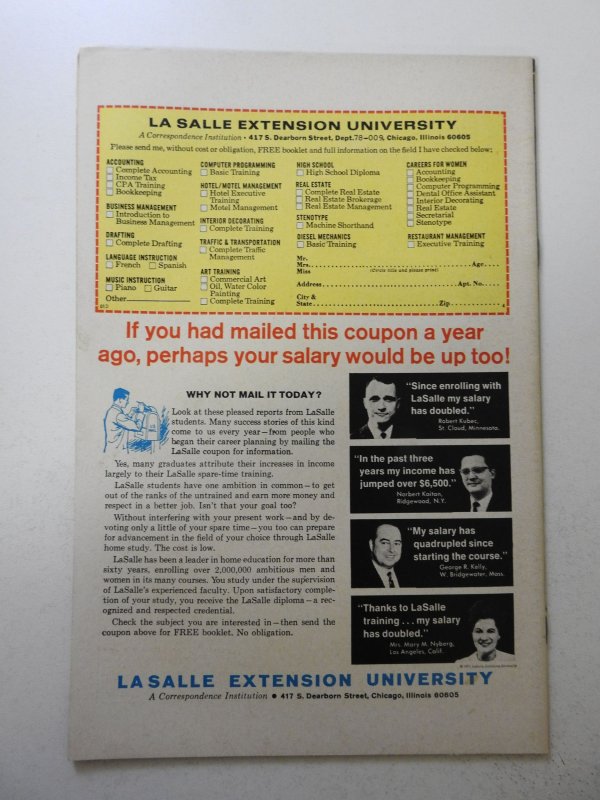 LA SALLE EXTENSION UNIVERSITY
A Correspondence Institution • 417 S. Dearborn Street, Dept. 78-009, Chicago, Illinois 60605
Please send me, without cost or obligation, FREE booklet and full information on the field I have checked below:
ACCOUNTING
Complete Accounting
Income Tax
CPA Training
Bookkeeping
BUSINESS MANAGEMENT
Introduction to
Business Management
DRAFTING
Complete Drafting
LANGUAGE INSTRUCTION
French Spanish
MUSIC INSTRUCTION
Piano Guitar
Other
COMPUTER PROGRAMMING
Basic Training
HOTEL/MOTEL MANAGEMENT
Hotel Executive
Training
Motel Management
INTERIOR DECORATING
Complete Training
TRAFFIC & TRANSPORTATION
Complete Traffic
Management
ART TRAINING
Commercial Art
Oil, Water Color
Painting
Complete Training
HIGH SCHOOL
High School Diploma
REAL ESTATE
Complete Real Estate
Real Estate Brokerage
Real Estate Management
STENOTYPE
Machine Shorthand
DIESEL MECHANICS
Basic Training
CAREERS FOR WOMEN
Accounting
Bookkeeping
Computer Programming
Dental Office Assistant
Interior Decorating
Real Estate
Secretarial
Stenotype
RESTAURANT MANAGEMENT
Executive Training
Mr.
Mrs. Age
Miss (Circle title and please print)
Address Apt. No.
City &
State Zip
If you had mailed this coupon a year
ago, perhaps your salary would be up too!
WHY NOT MAIL IT TODAY?
Look at these pleased reports from LaSalle
students. Many success stories of this kind
come to us every year—from people who
began their career planning by mailing the
LaSalle coupon for information.
Yes, many graduates attribute their increases in income
largely to their LaSalle spare-time training.
LaSalle students have one ambition in common—to get
out of the ranks of the untrained and earn more money and
respect in a better job. Isn't that your goal too?
Without interfering with your present work—and by de-
voting only a little of your spare time—you too can prepare
for advancement in the field of your choice through LaSalle
home study. The cost is low.
LaSalle has been a leader in home education for more than
sixty years, enrolling over 2,000,000 ambitious men and
women in its many courses. You study under the supervision
of LaSalle's experienced faculty. Upon satisfactory comple-
tion of your study, you receive the LaSalle diploma—a rec-
ognized and respected credential.
Check the subject you are interested in—then send the
coupon above for FREE booklet. No obligation.
"Since enrolling with
LaSalle my salary
has doubled."
Robert Kubec,
St. Cloud, Minnesota.
"In the past three
years my income has
jumped over $6,500."
Norbert Kaitan,
Ridgewood, N.Y.
"My salary has
quadrupled since
starting the course."
George R. Kelly,
W. Bridgewater, Mass.
"Thanks to LaSalle
training . . . my salary
has doubled."
Mrs. Mary M. Nyberg,
Los Angeles, Calif.
LASALLE EXTENSION UNIVERSITY
A Correspondence Institution • 417 S. Dearborn Street, Chicago, Illinois 60605